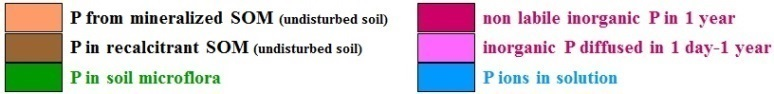 P from mineralized SOM (undisturbed soil)
P in recalcitrant SOM (undisturbed soil)
P in soil microflora
non labile inorganic P in 1 year
inorganic P diffused in 1 day-1 year
P ions in solution